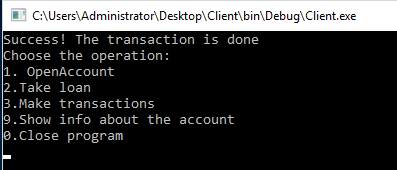 C:\Users\Administrator\Desktop\Client\bin\Debug\Client.exe
Success! The transaction is done
Choose the operation:
1. OpenAccount
2.Take loan
3.Make transactions
9.Show info about the account
0.Close program